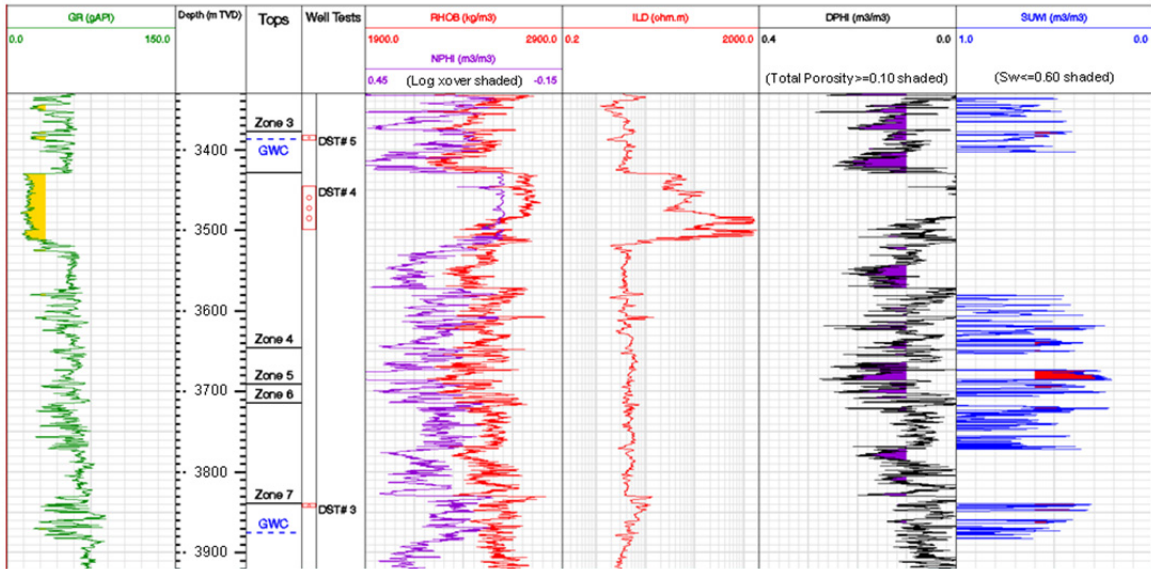 GR (gAPI)
0.0 150.0
Depth (m TVD)
Tops
Well Tests
RHOB (kg/m3)
1900.0 2900.0
NPHI (m3/m3)
0.45 (Log xover shaded) -0.15
ILD (ohm.m)
0.2 2000.0
DPHI (m3/m3)
0.4 0.0
(Total Porosity>=0.10 shaded)
SUWI (m3/m3)
1.0 0.0
(Sw<=0.60 shaded)
Zone 3
DST# 5
3400
GWC
DST# 4
3500
3600
Zone 4
Zone 5
3700
Zone 6
3800
Zone 7
DST# 3
GWC
3900